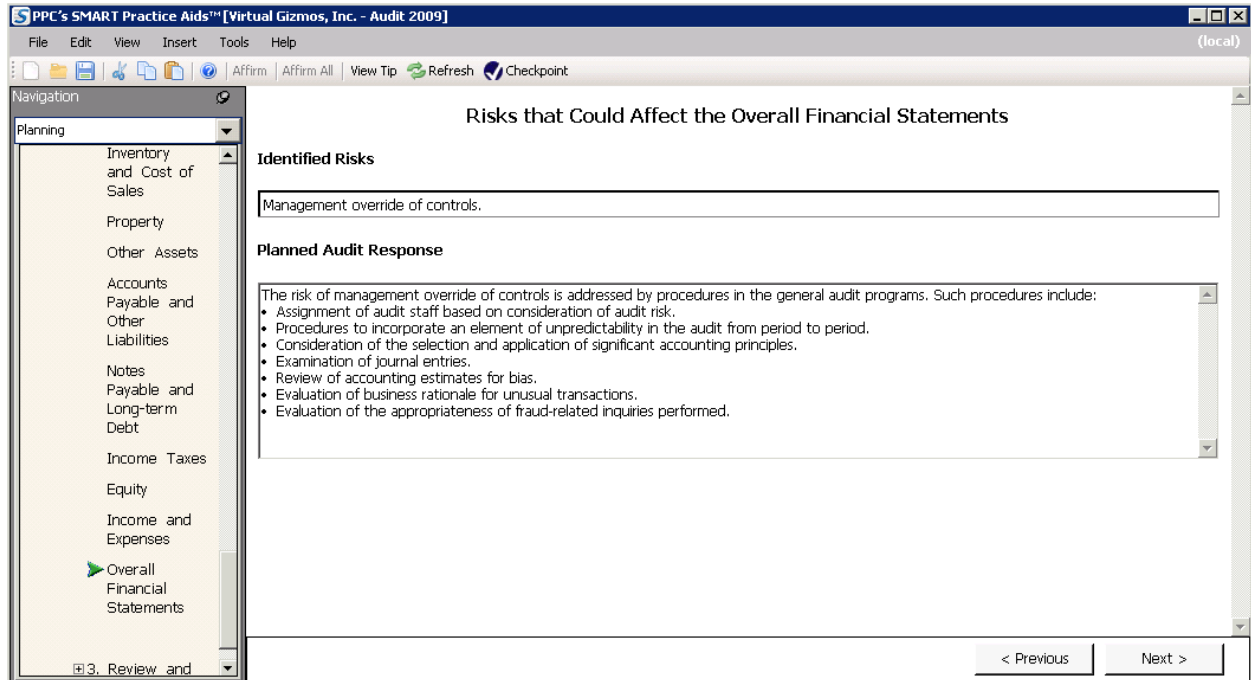 PPC's SMART Practice Aids™ [Virtual Gizmos, Inc. - Audit 2009]
File Edit View Insert Tools Help (local)
Affirm Affirm All View Tip Refresh Checkpoint
Navigation
Planning
Inventory
and Cost of
Sales
Property
Other Assets
Accounts
Payable and
Other
Liabilities
Notes
Payable and
Long-term
Debt
Income Taxes
Equity
Income and
Expenses
Overall
Financial
Statements
3. Review and
Risks that Could Affect the Overall Financial Statements
Identified Risks
Management override of controls.
Planned Audit Response
The risk of management override of controls is addressed by procedures in the general audit programs. Such procedures include:
• Assignment of audit staff based on consideration of audit risk.
• Procedures to incorporate an element of unpredictability in the audit from period to period.
• Consideration of the selection and application of significant accounting principles.
• Examination of journal entries.
• Review of accounting estimates for bias.
• Evaluation of business rationale for unusual transactions.
• Evaluation of the appropriateness of fraud-related inquiries performed.
< Previous Next >